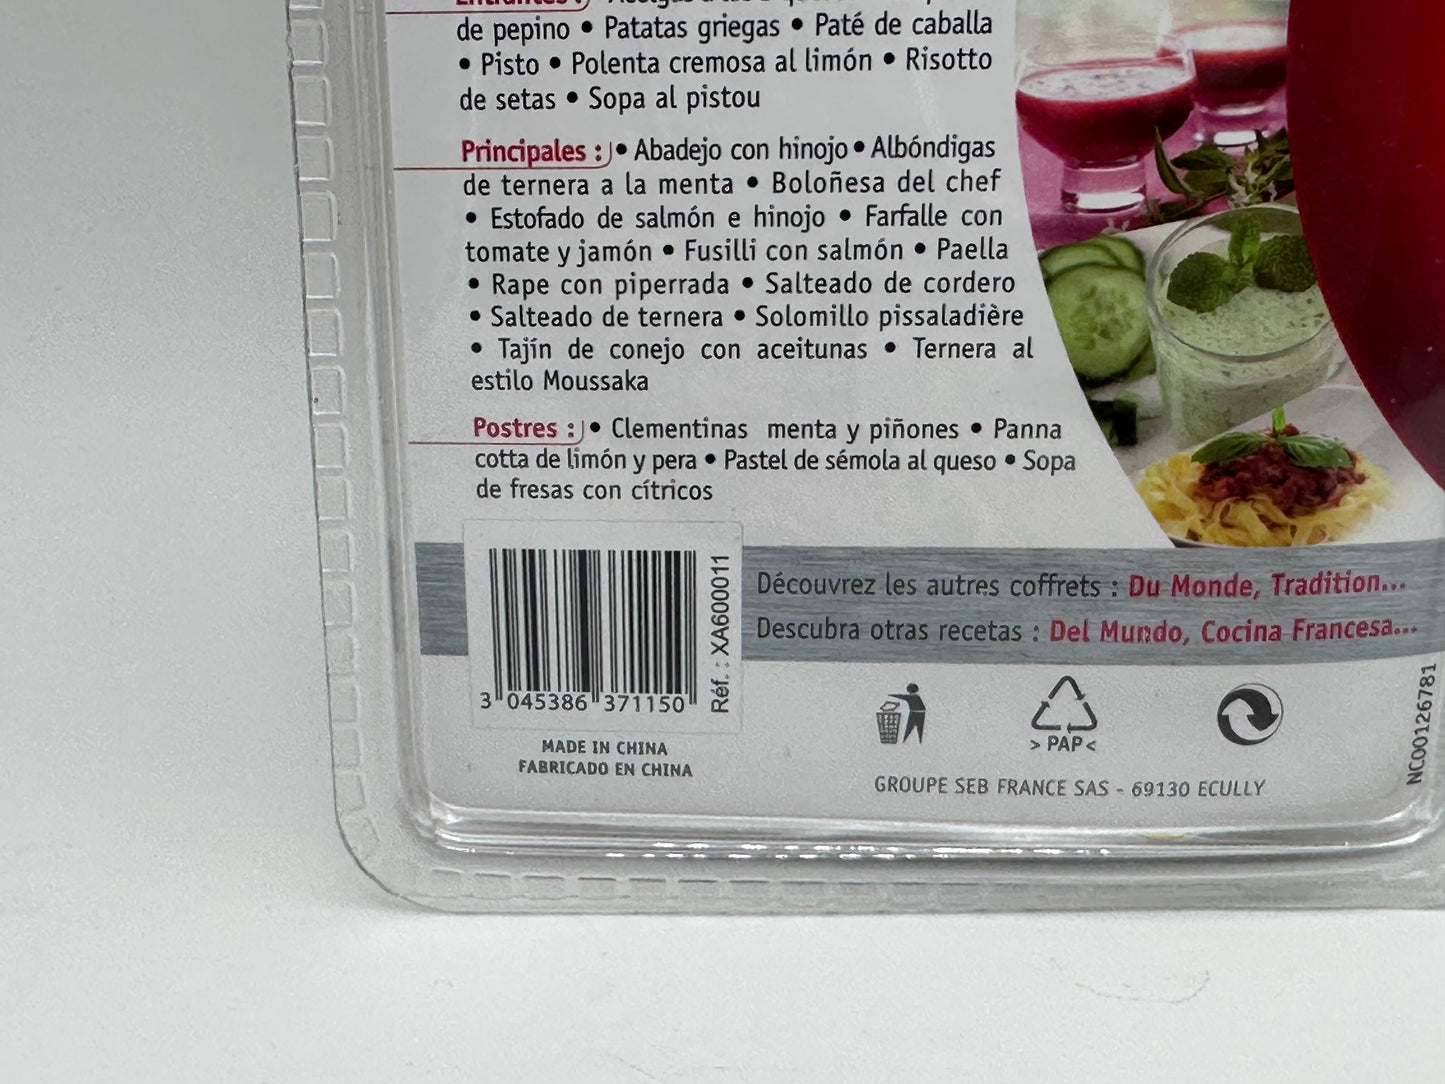 Entrantes :
de pepino • Patatas griegas • Paté de caballa
• Pisto • Polenta cremosa al limón • Risotto
de setas • Sopa al pistou
Principales : • Abadejo con hinojo • Albóndigas
de ternera a la menta • Boloñesa del chef
• Estofado de salmón e hinojo • Farfalle con
tomate y jamón • Fusilli con salmón • Paella
• Rape con piperrada • Salteado de cordero
• Salteado de ternera • Solomillo pissaladière
• Tajín de conejo con aceitunas • Ternera al
estilo Moussaka
Postres : • Clementinas menta y piñones • Panna
cotta de limón y pera • Pastel de sémola al queso • Sopa
de fresas con cítricos
3 045386 371150
Réf. : XA600011
MADE IN CHINA
FABRICADO EN CHINA
Découvrez les autres coffrets : Du Monde, Tradition...
Descubra otras recetas : Del Mundo, Cocina Francesa...
> PAP <
GROUPE SEB FRANCE SAS - 69130 ECULLY
NC00126781